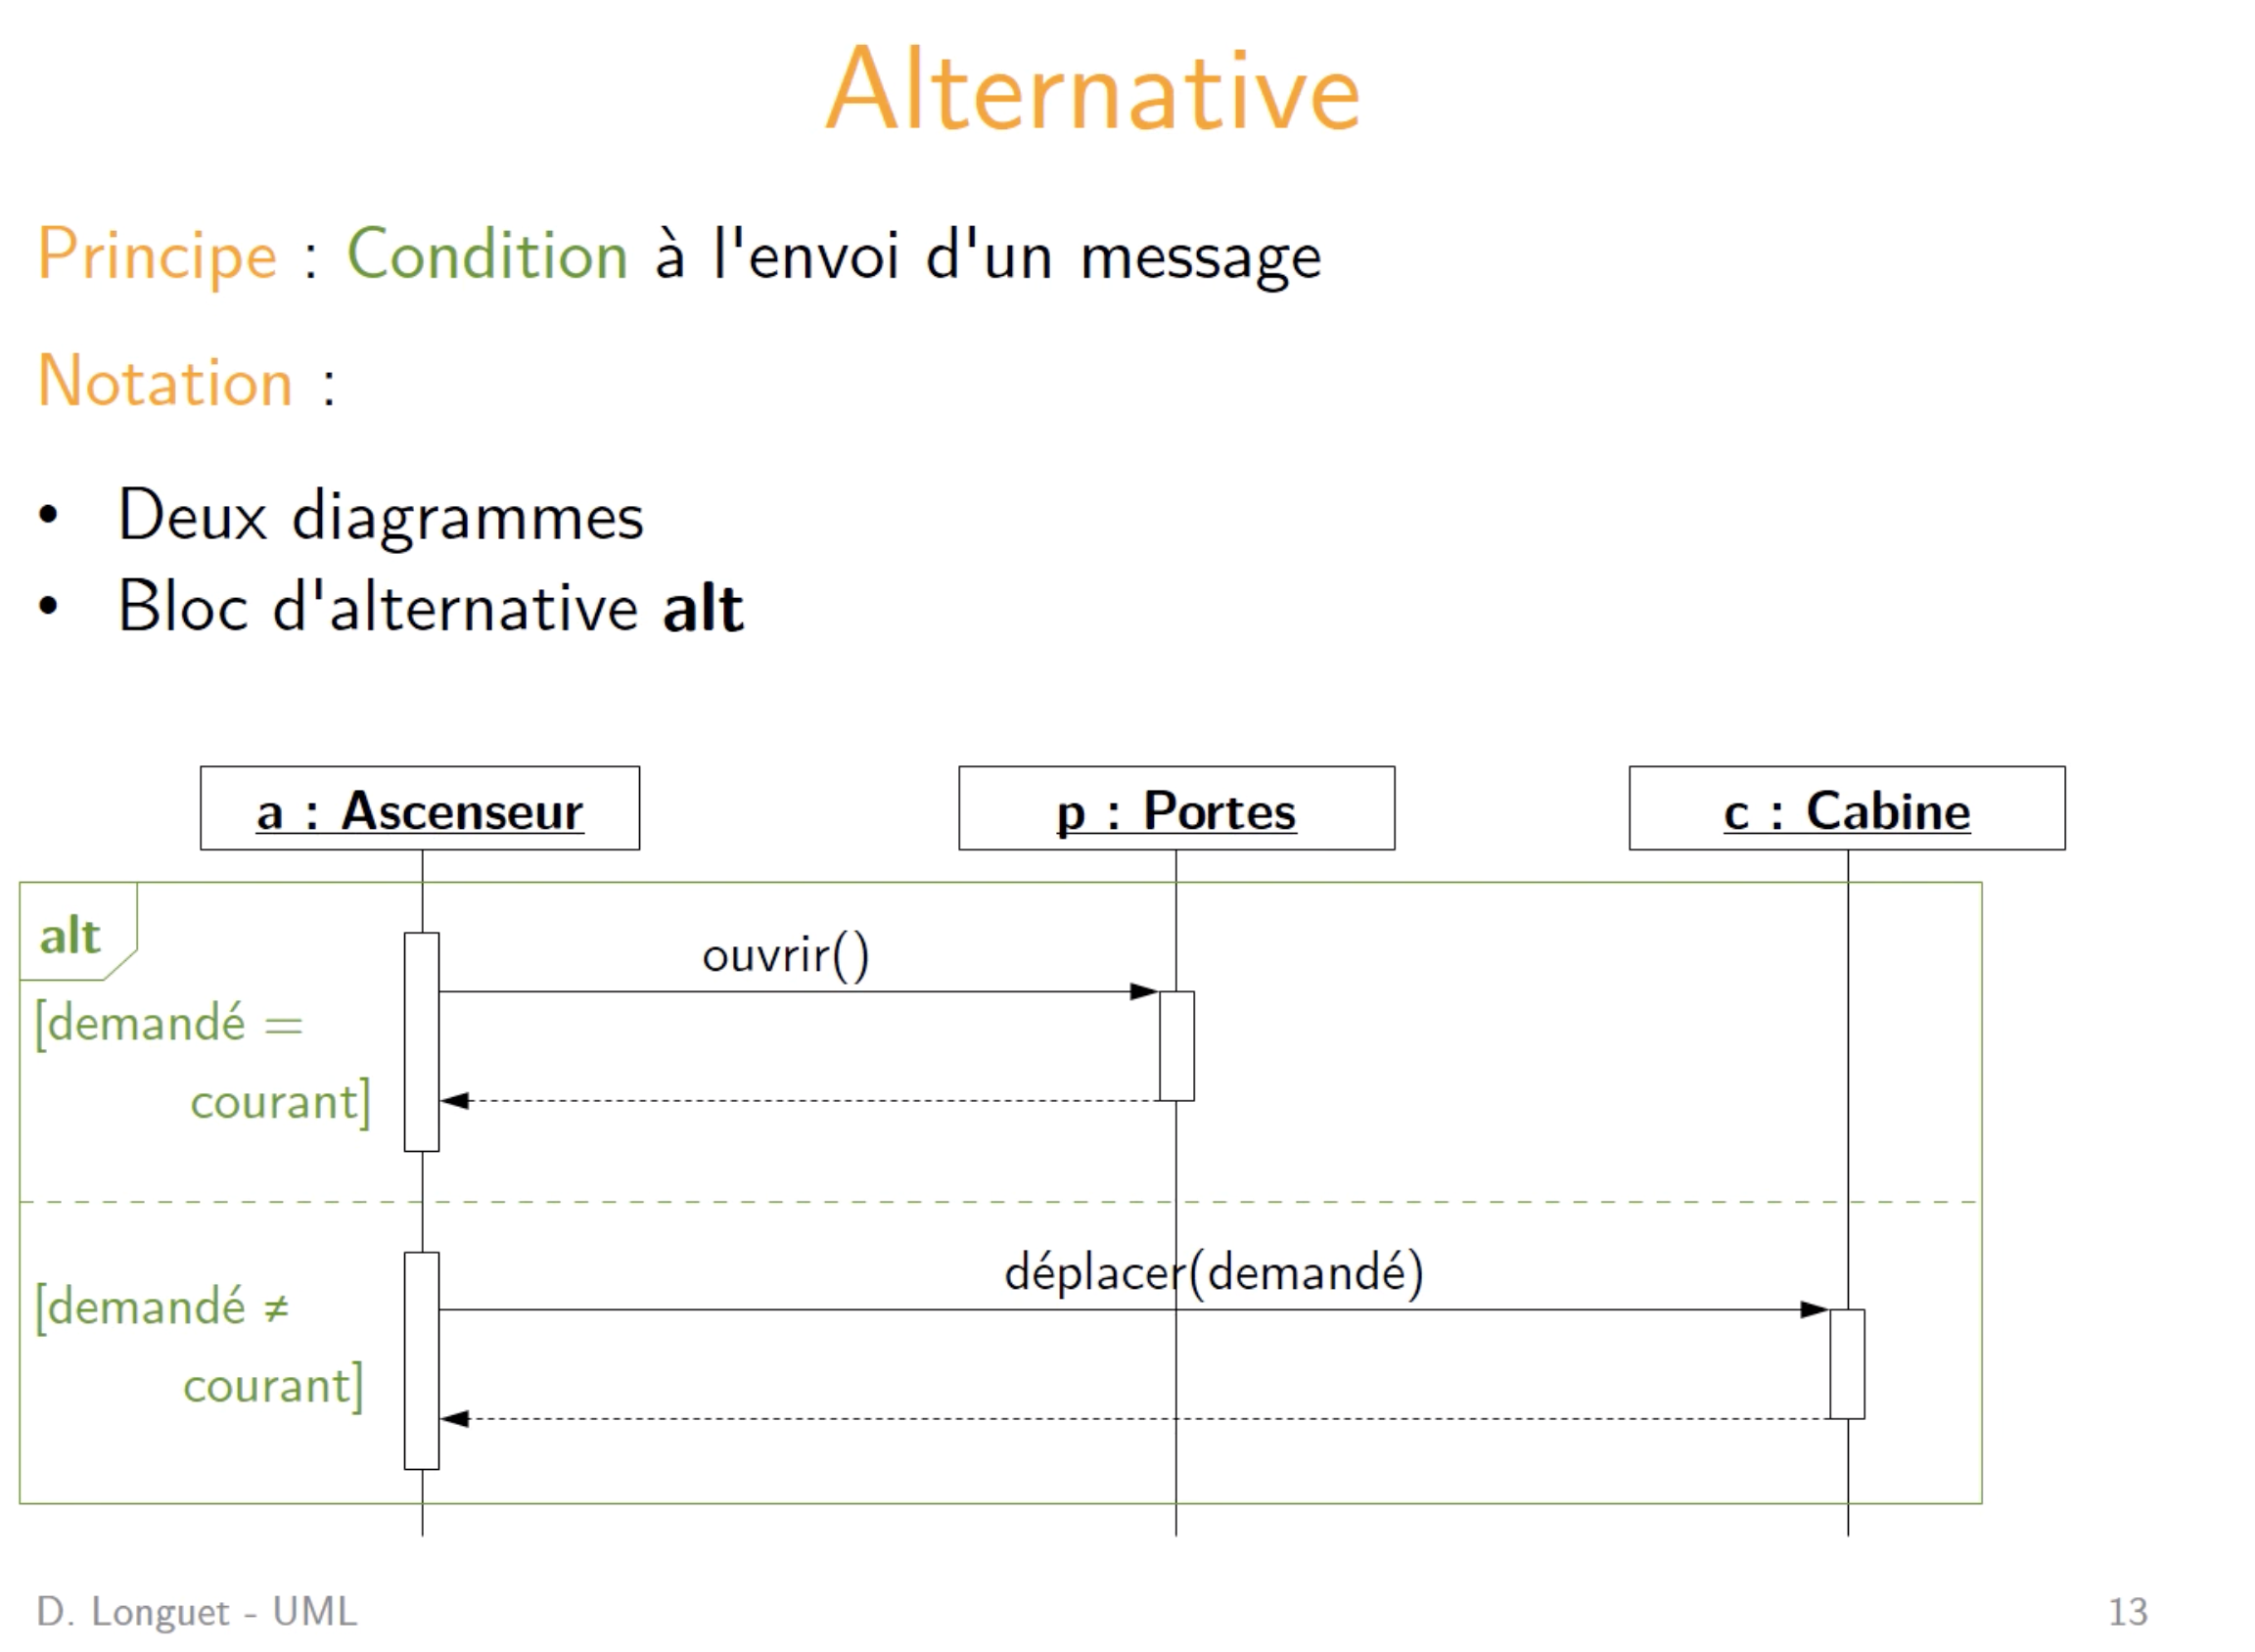 Alternative
Principe : Condition à l'envoi d'un message
Notation :
• Deux diagrammes
• Bloc d'alternative alt
a : Ascenseur
p : Portes
c : Cabine
alt
ouvrir()
[demandé =
courant]
déplacer(demandé)
[demandé ≠
courant]
D. Longuet - UML
13